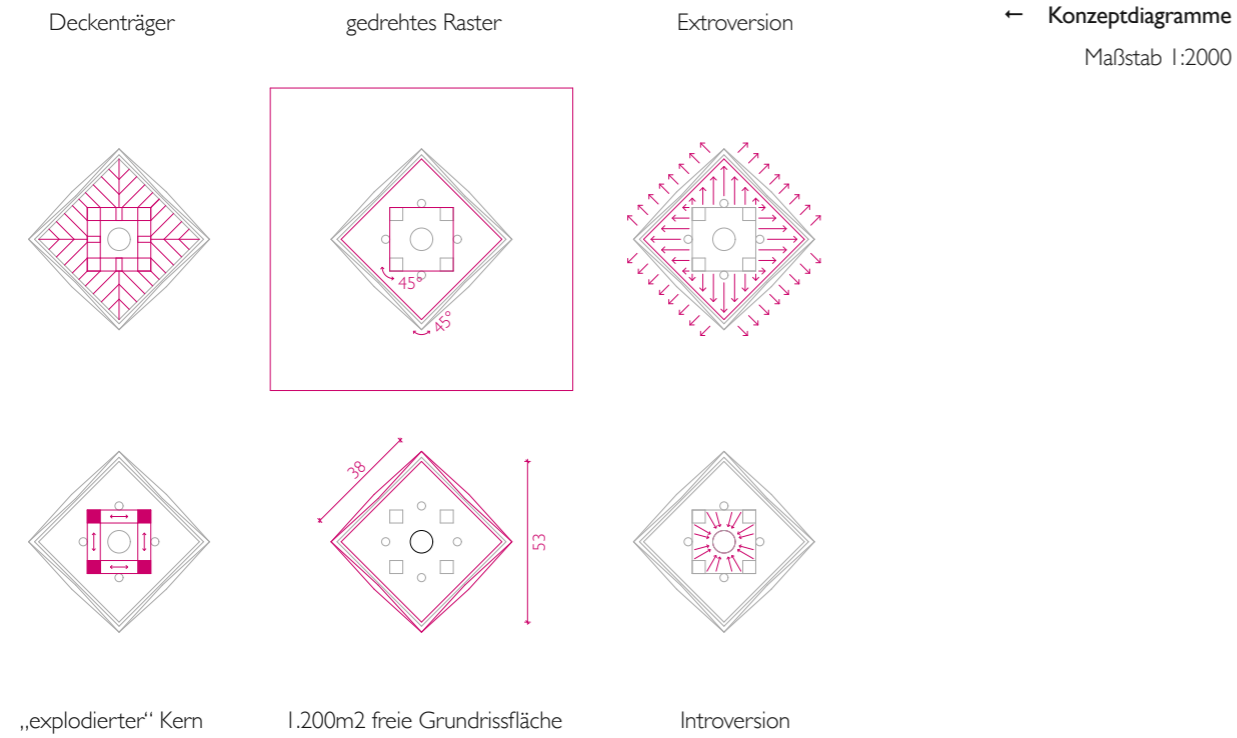 Deckenträger
gedrehtes Raster
Extroversion
← Konzeptdiagramme
Maßstab 1:2000
45°
45°
38
53
„explodierter“ Kern
1.200m2 freie Grundrissfläche
Introversion